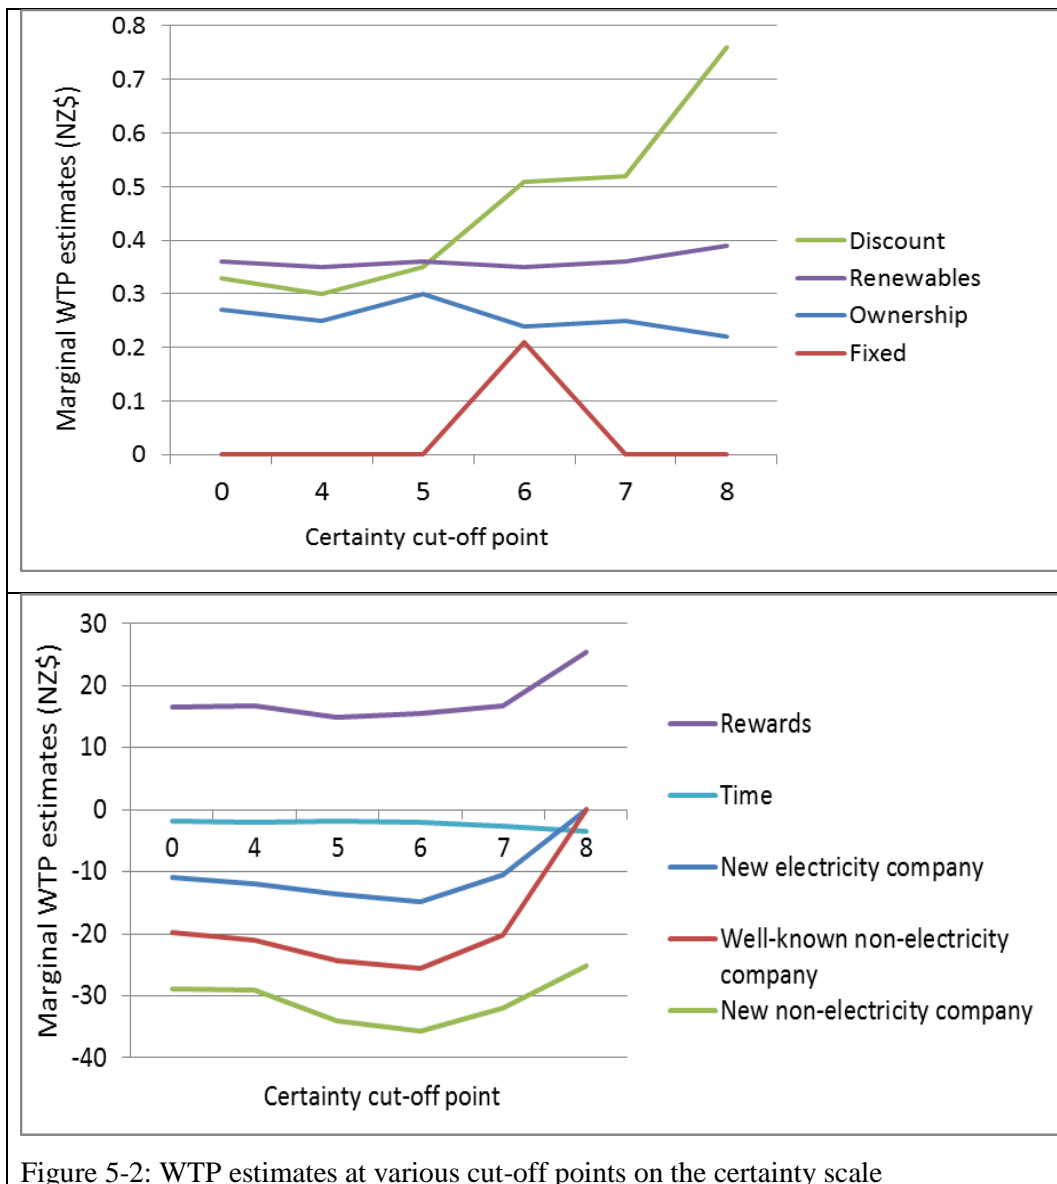 0.8
0.7
0.6
0.5
0.4
0.3
0.2
0.1
0
Marginal WTP estimates (NZ$)
0 4 5 6 7 8
Certainty cut-off point
Discount
Renewables
Ownership
Fixed
30
20
10
0
-10
-20
-30
-40
Marginal WTP estimates (NZ$)
0 4 5 6 7 8
Certainty cut-off point
Rewards
Time
New electricity company
Well-known non-electricity
company
New non-electricity company
Figure 5-2: WTP estimates at various cut-off points on the certainty scale